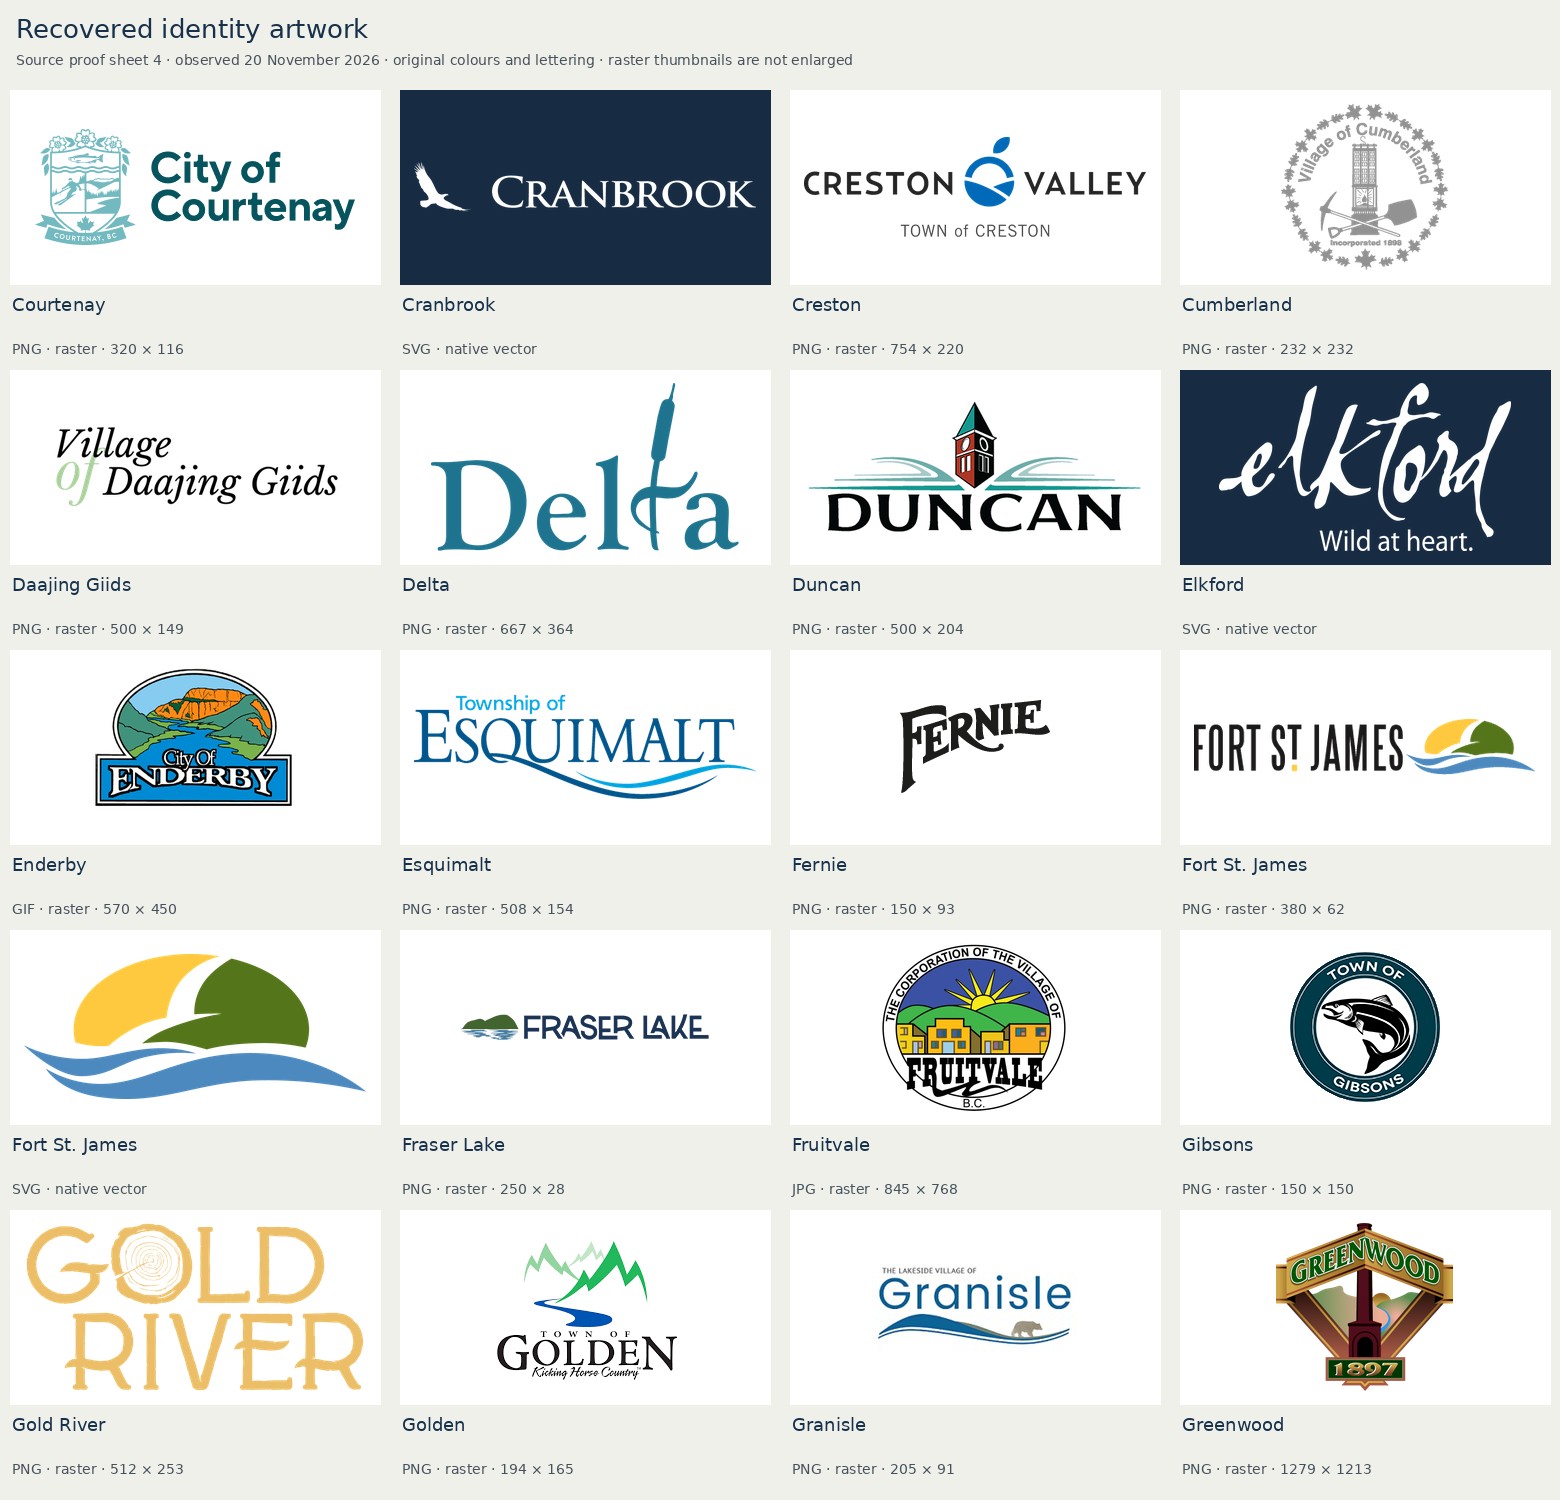 Recovered identity artwork
Source proof sheet 4 · observed 20 November 2026 · original colours and lettering · raster thumbnails are not enlarged
City of
Courtenay
COURTENAY, BC
CRANBROOK
CRESTON VALLEY
TOWN of CRESTON
Village of Cumberland
Incorporated 1898
Courtenay
Cranbrook
Creston
Cumberland
PNG · raster · 320 × 116
SVG · native vector
PNG · raster · 754 × 220
PNG · raster · 232 × 232
Village
of Daajing Giids
Delta
DUNCAN
elkford
Wild at heart.
Daajing Giids
Delta
Duncan
Elkford
PNG · raster · 500 × 149
PNG · raster · 667 × 364
PNG · raster · 500 × 204
SVG · native vector
City Of
ENDERBY
Township of
ESQUIMALT
FERNIE
FORT ST. JAMES
Enderby
Esquimalt
Fernie
Fort St. James
GIF · raster · 570 × 450
PNG · raster · 508 × 154
PNG · raster · 150 × 93
PNG · raster · 380 × 62
FRASER LAKE
THE CORPORATION OF THE VILLAGE OF
FRUITVALE
B.C.
TOWN OF
GIBSONS
Fort St. James
Fraser Lake
Fruitvale
Gibsons
SVG · native vector
PNG · raster · 250 × 28
JPG · raster · 845 × 768
PNG · raster · 150 × 150
GOLD
RIVER
TOWN OF
GOLDEN
Kicking Horse Country
THE LAKESIDE VILLAGE OF
Granisle
GREENWOOD
1897
Gold River
Golden
Granisle
Greenwood
PNG · raster · 512 × 253
PNG · raster · 194 × 165
PNG · raster · 205 × 91
PNG · raster · 1279 × 1213